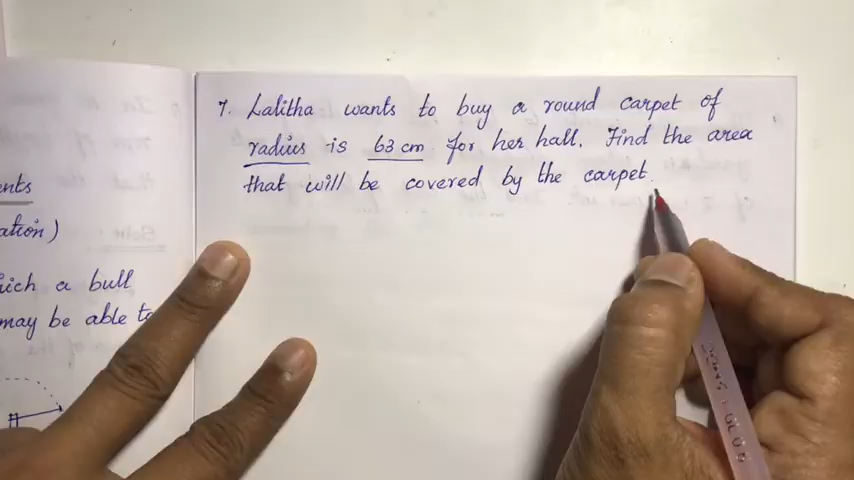 7. Lalitha wants to buy a round carpet of
radius is 63 cm for her hall. Find the area
that will be covered by the carpet.
ents
ation)
ich a bull
may be able to